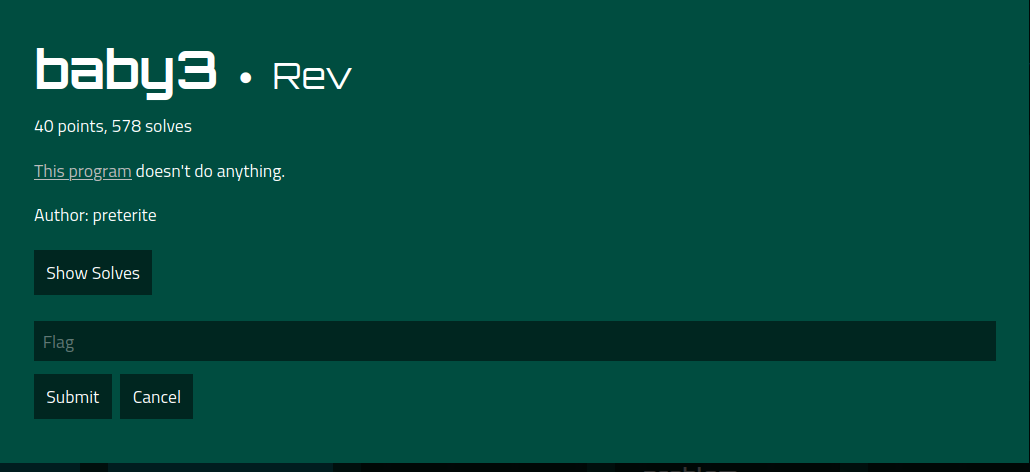 baby3 • Rev
40 points, 578 solves
This program doesn't do anything.
Author: preterite
Show Solves
Flag
Submit Cancel